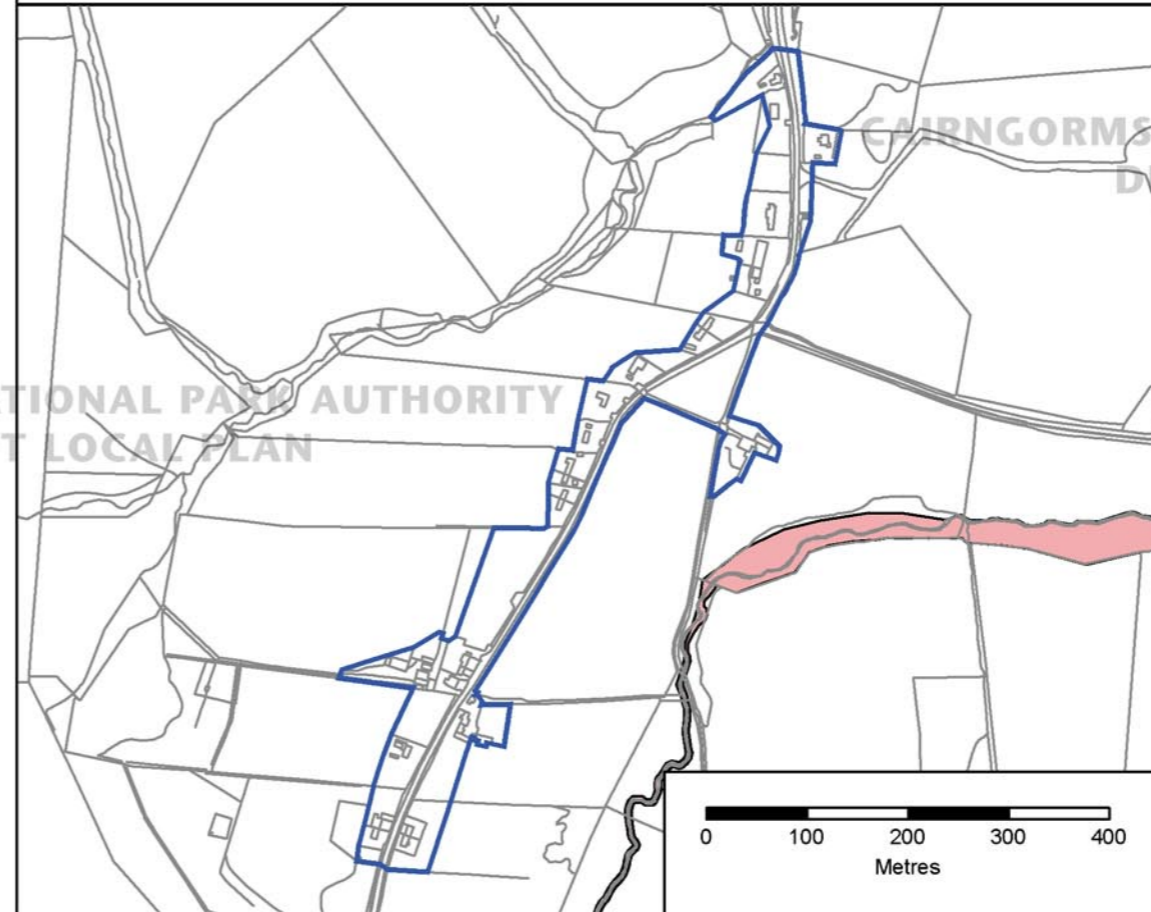 CAIRNGORMS
D
TIONAL PARK AUTHORITY
T LOCAL PLAN
0 100 200 300 400
Metres